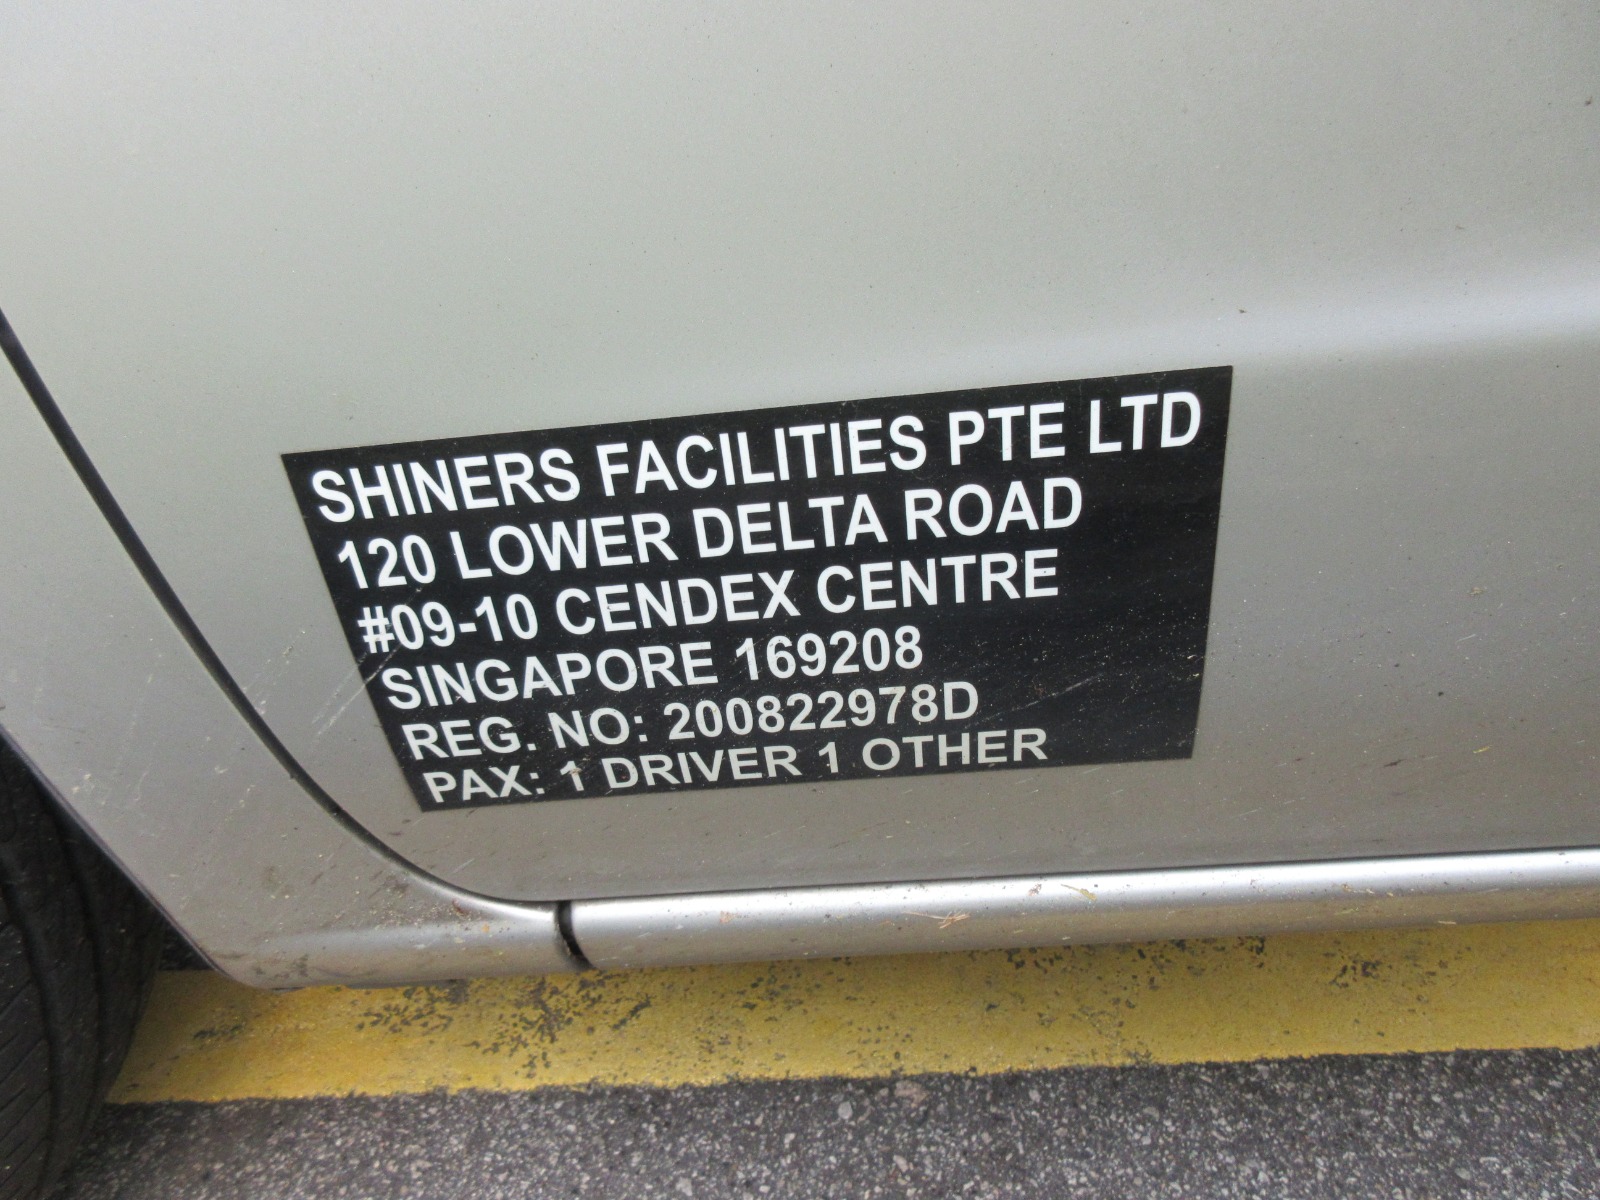 SHINERS FACILITIES PTE LTD
120 LOWER DELTA ROAD
#09-10 CENDEX CENTRE
SINGAPORE 169208
REG. NO: 200822978D
PAX: 1 DRIVER 1 OTHER